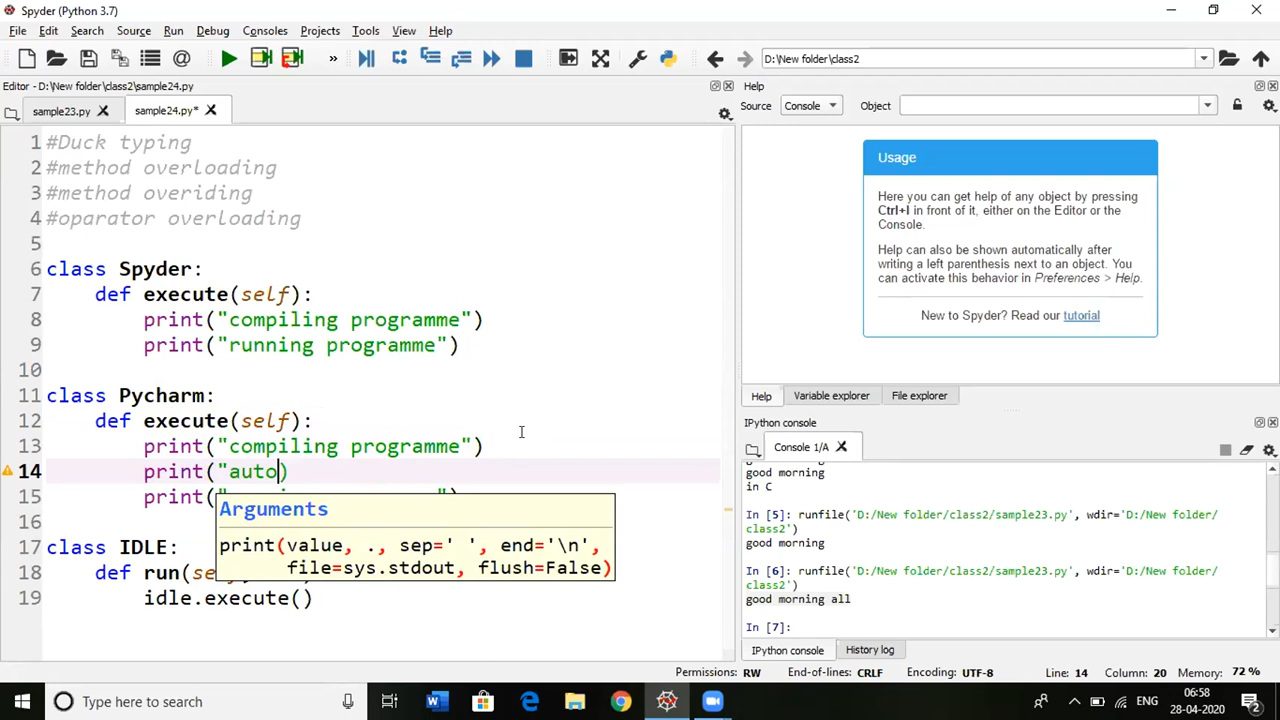 Spyder (Python 3.7)
File Edit Search Source Run Debug Consoles Projects Tools View Help
D:\New folder\class2
Editor - D:\New folder\class2\sample24.py
Help
sample23.py sample24.py*
Source Console Object
1 #Duck typing
2 #method overloading
3 #method overiding
4 #oparator overloading
5
6 class Spyder:
7 def execute(self):
8 print("compiling programme")
9 print("running programme")
10
11 class Pycharm:
12 def execute(self):
13 print("compiling programme")
14 print("auto)
15 print("
16
17 class IDLE:
18 def run(se
19 idle.execute()
Arguments
print(value, ., sep=' ', end='\n',
file=sys.stdout, flush=False)
Usage
Here you can get help of any object by pressing
Ctrl+I in front of it, either on the Editor or the
Console.
Help can also be shown automatically after
writing a left parenthesis next to an object. You
can activate this behavior in Preferences > Help.
New to Spyder? Read our tutorial
Help Variable explorer File explorer
IPython console
Console 1/A
good morning
in C
In [5]: runfile('D:/New folder/class2/sample23.py', wdir='D:/New folder/
class2')
good morning
In [6]: runfile('D:/New folder/class2/sample23.py', wdir='D:/New folder/
class2')
good morning all
In [7]:
IPython console History log
Permissions: RW End-of-lines: CRLF Encoding: UTF-8 Line: 14 Column: 20 Memory: 72 %
Type here to search
ENG
06:58
28-04-2020
2